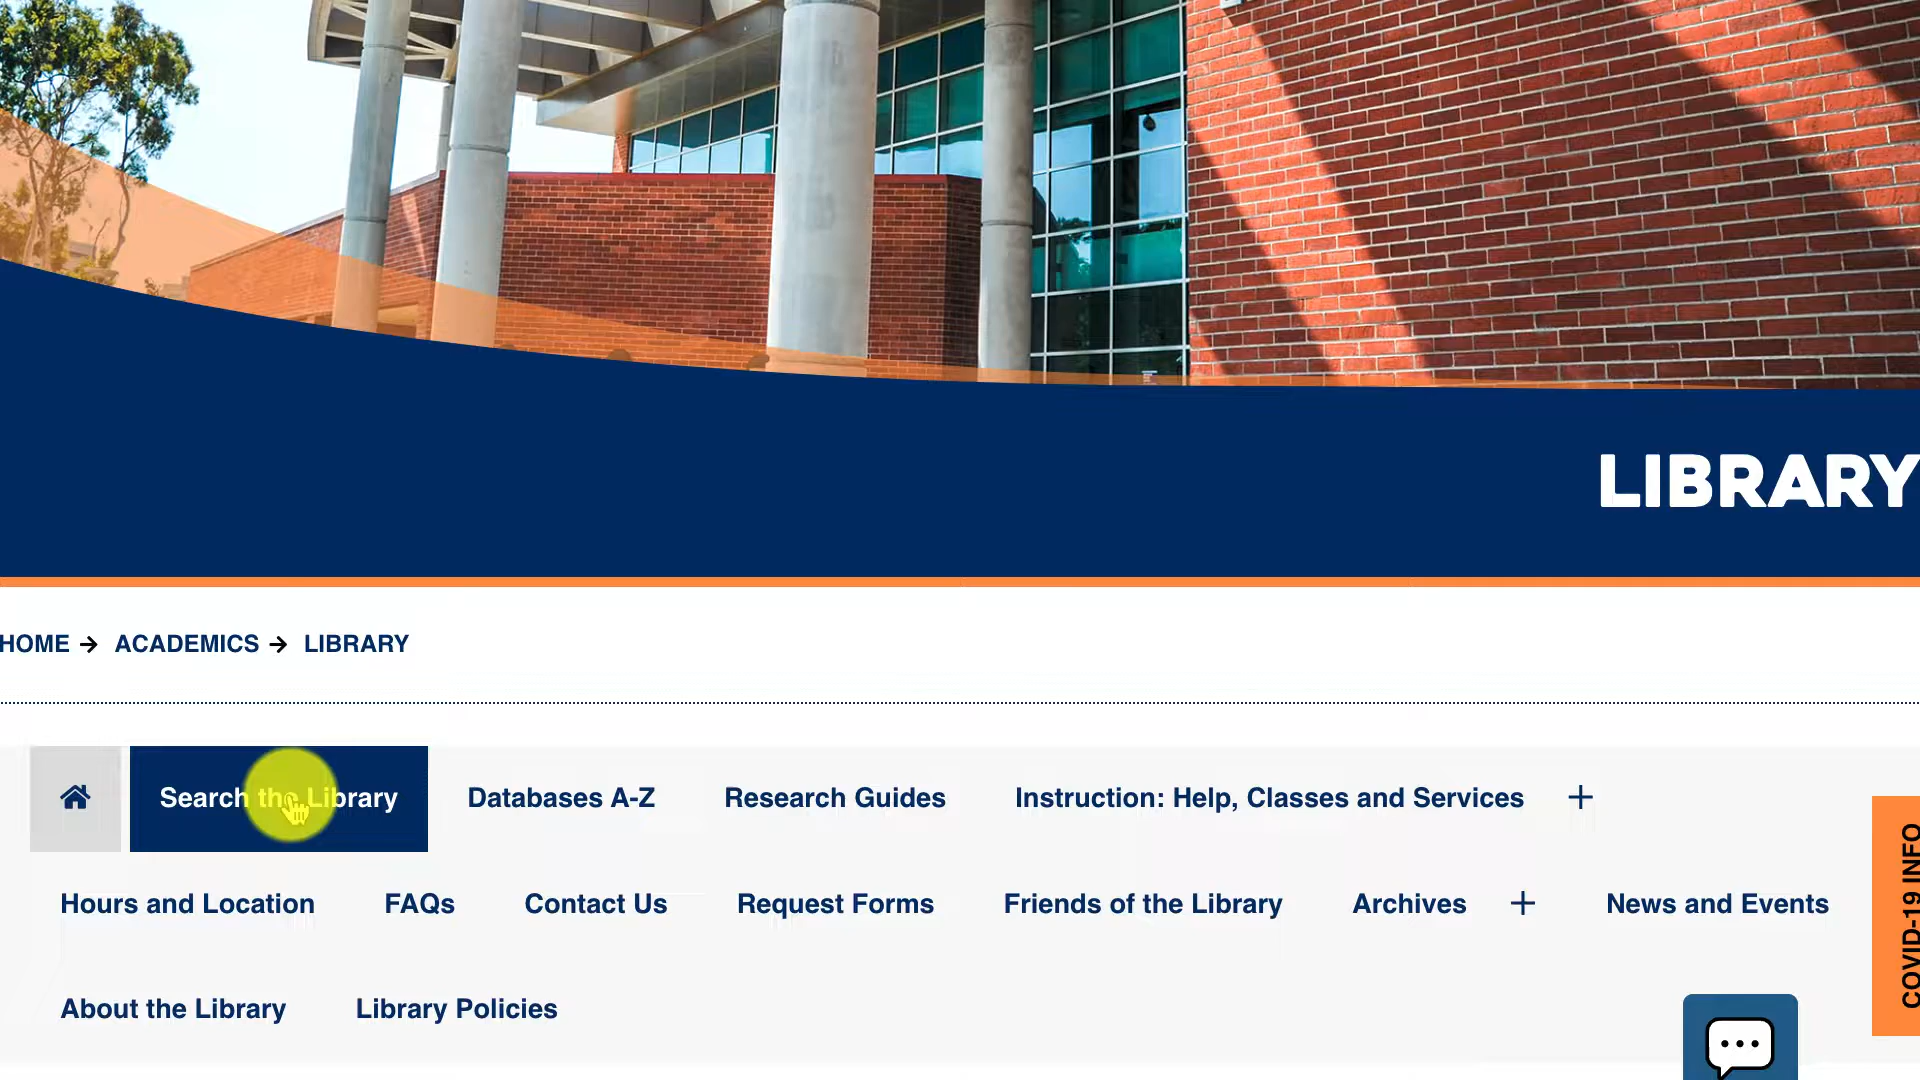 LIBRARY
HOME → ACADEMICS → LIBRARY
Search the Library Databases A-Z Research Guides Instruction: Help, Classes and Services +
Hours and Location FAQs Contact Us Request Forms Friends of the Library Archives + News and Events
About the Library Library Policies
COVID-19 INFO